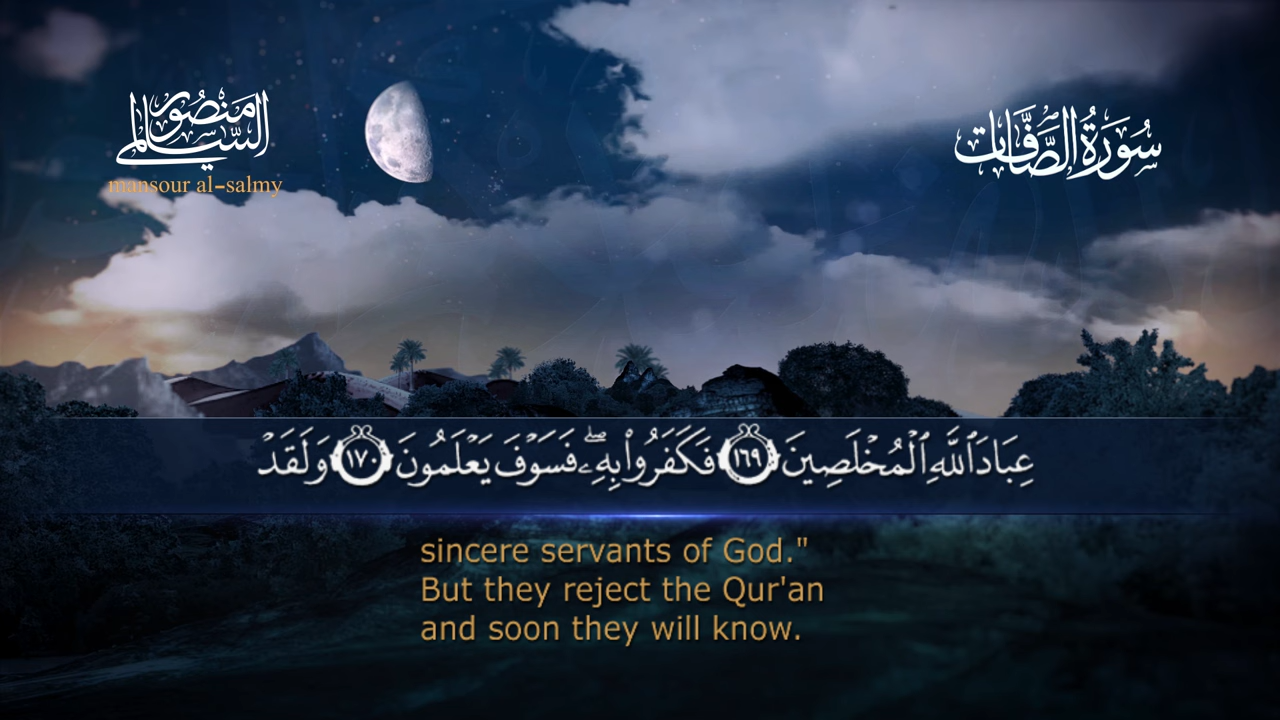 منصور السالمي
mansour al-salmy
سُورَةُ الصَّافَّات
عِبَادَ ٱللَّهِ ٱلْمُخْلَصِينَ ١٦٩ فَكَفَرُوا۟ بِهِۦ ۖ فَسَوْفَ يَعْلَمُونَ ١٧٠ وَلَقَدْ
sincere servants of God."
But they reject the Qur'an
and soon they will know.